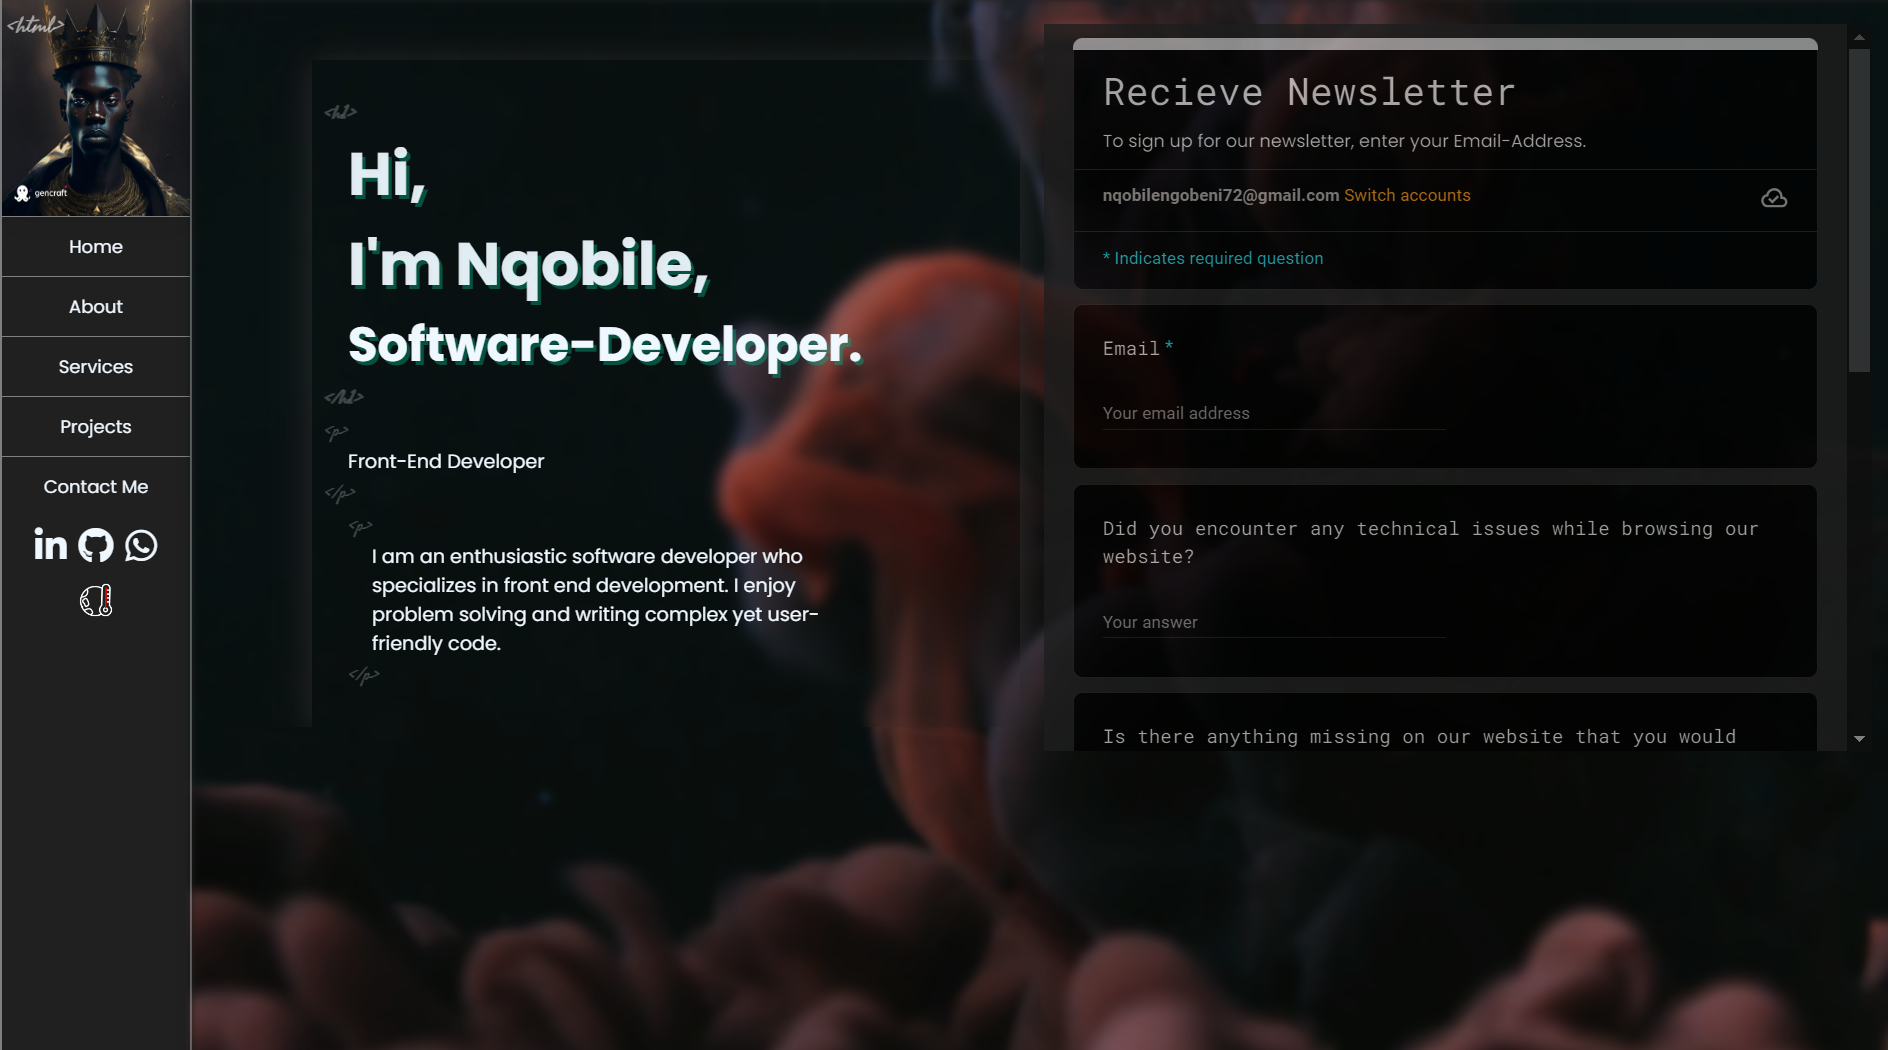 <html>
gencraft
Home
About
Services
Projects
Contact Me
in
<h1>
Hi,
I'm Nqobile,
Software-Developer.
</h1>
<p>
Front-End Developer
</p>
<p>
I am an enthusiastic software developer who
specializes in front end development. I enjoy
problem solving and writing complex yet user-
friendly code.
</p>
Recieve Newsletter
To sign up for our newsletter, enter your Email-Address.
nqobilengobeni72@gmail.com Switch accounts
* Indicates required question
Email *
Your email address
Did you encounter any technical issues while browsing our
website?
Your answer
Is there anything missing on our website that you would